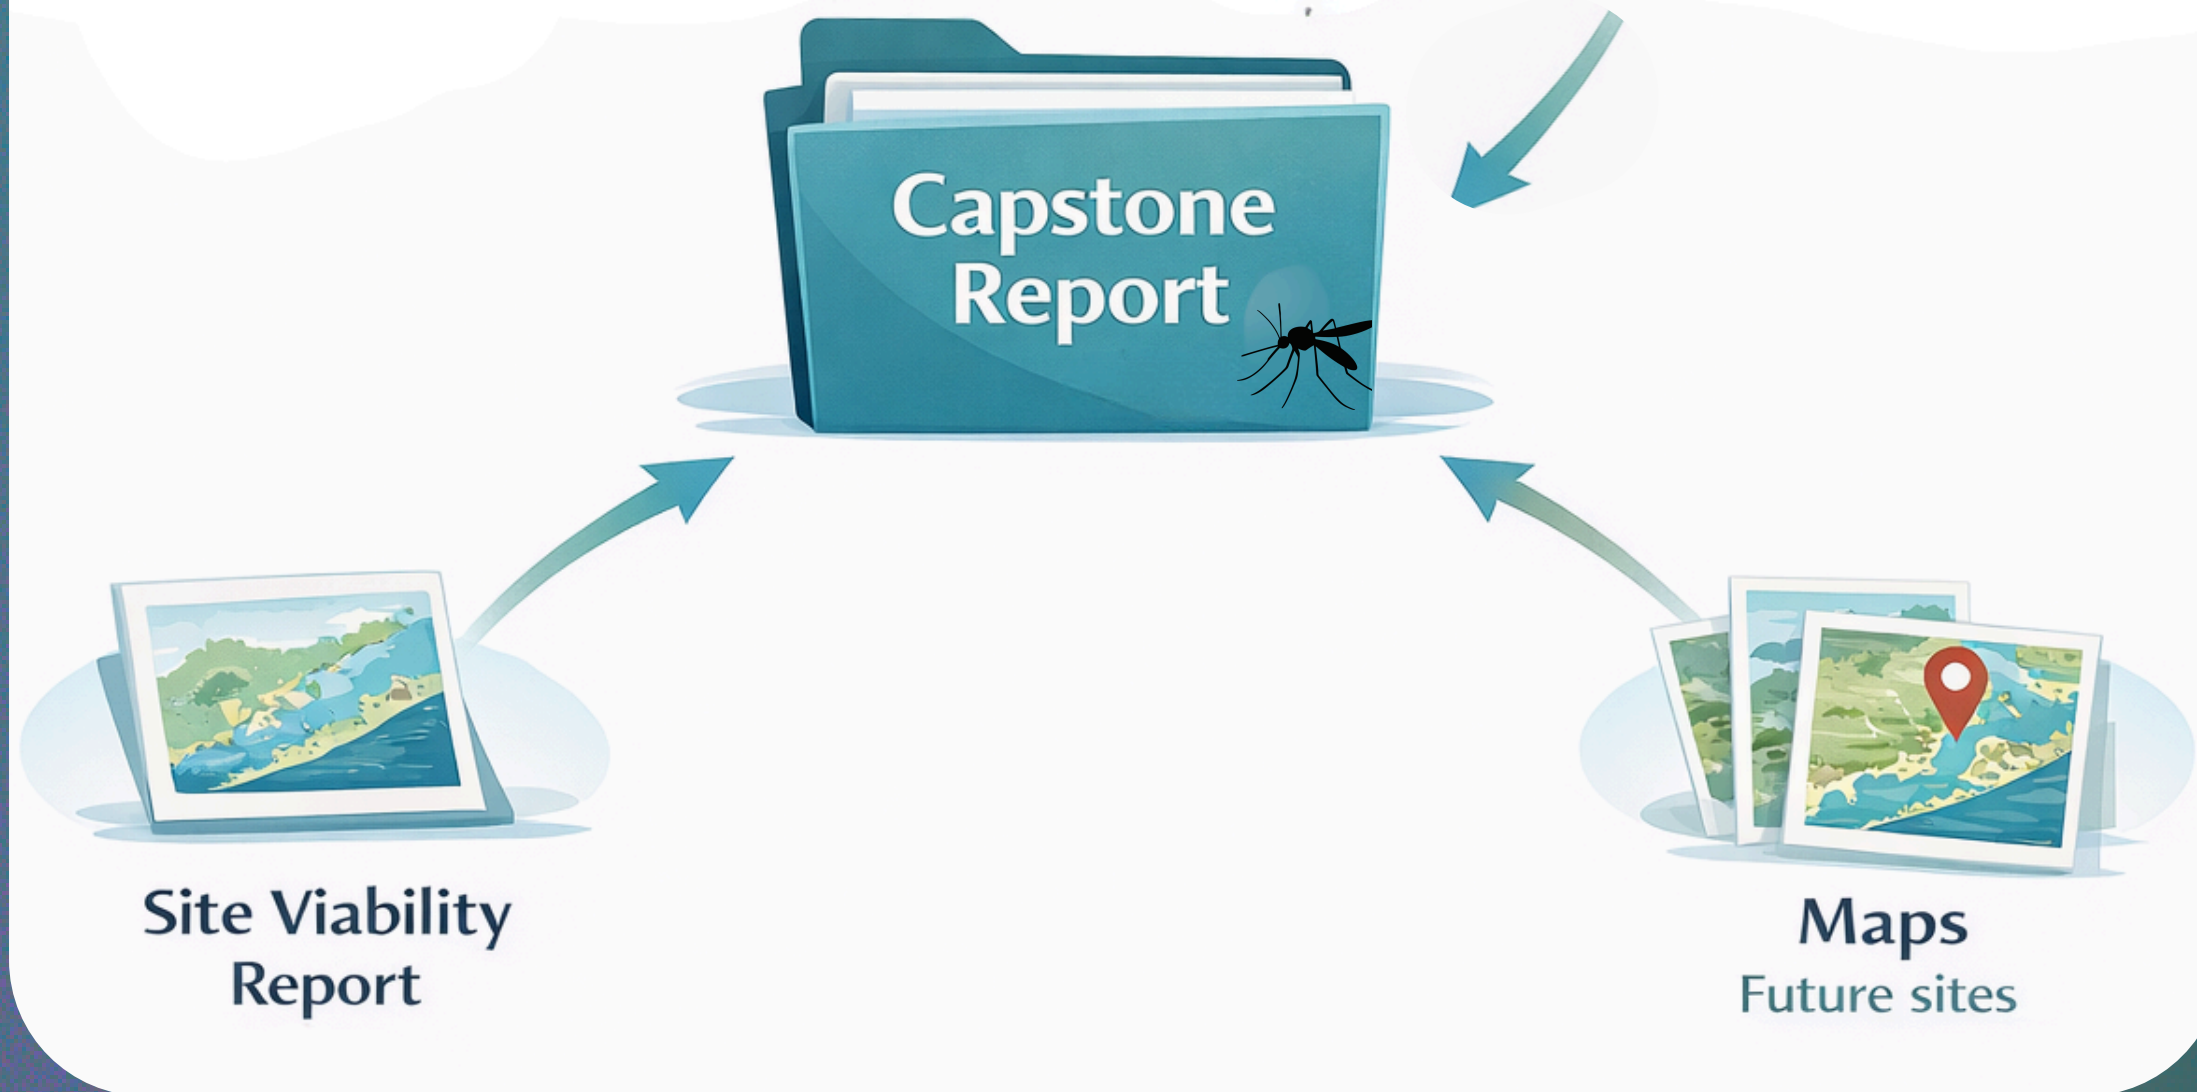 Capstone
Report
Site Viability
Report
Maps
Future sites